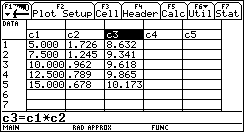 F1 F2 F3 F4 F5 F6 F7
Plot Setup Cell Header Calc Util Stat
DATA
c1 c2 c3 c4 c5
1 5.000 1.726 8.632
2 7.500 1.245 9.341
3 10.000 .962 9.618
4 12.500 .789 9.865
5 15.000 .678 10.173
6
7
c3=c1*c2
MAIN RAD APPROX FUNC